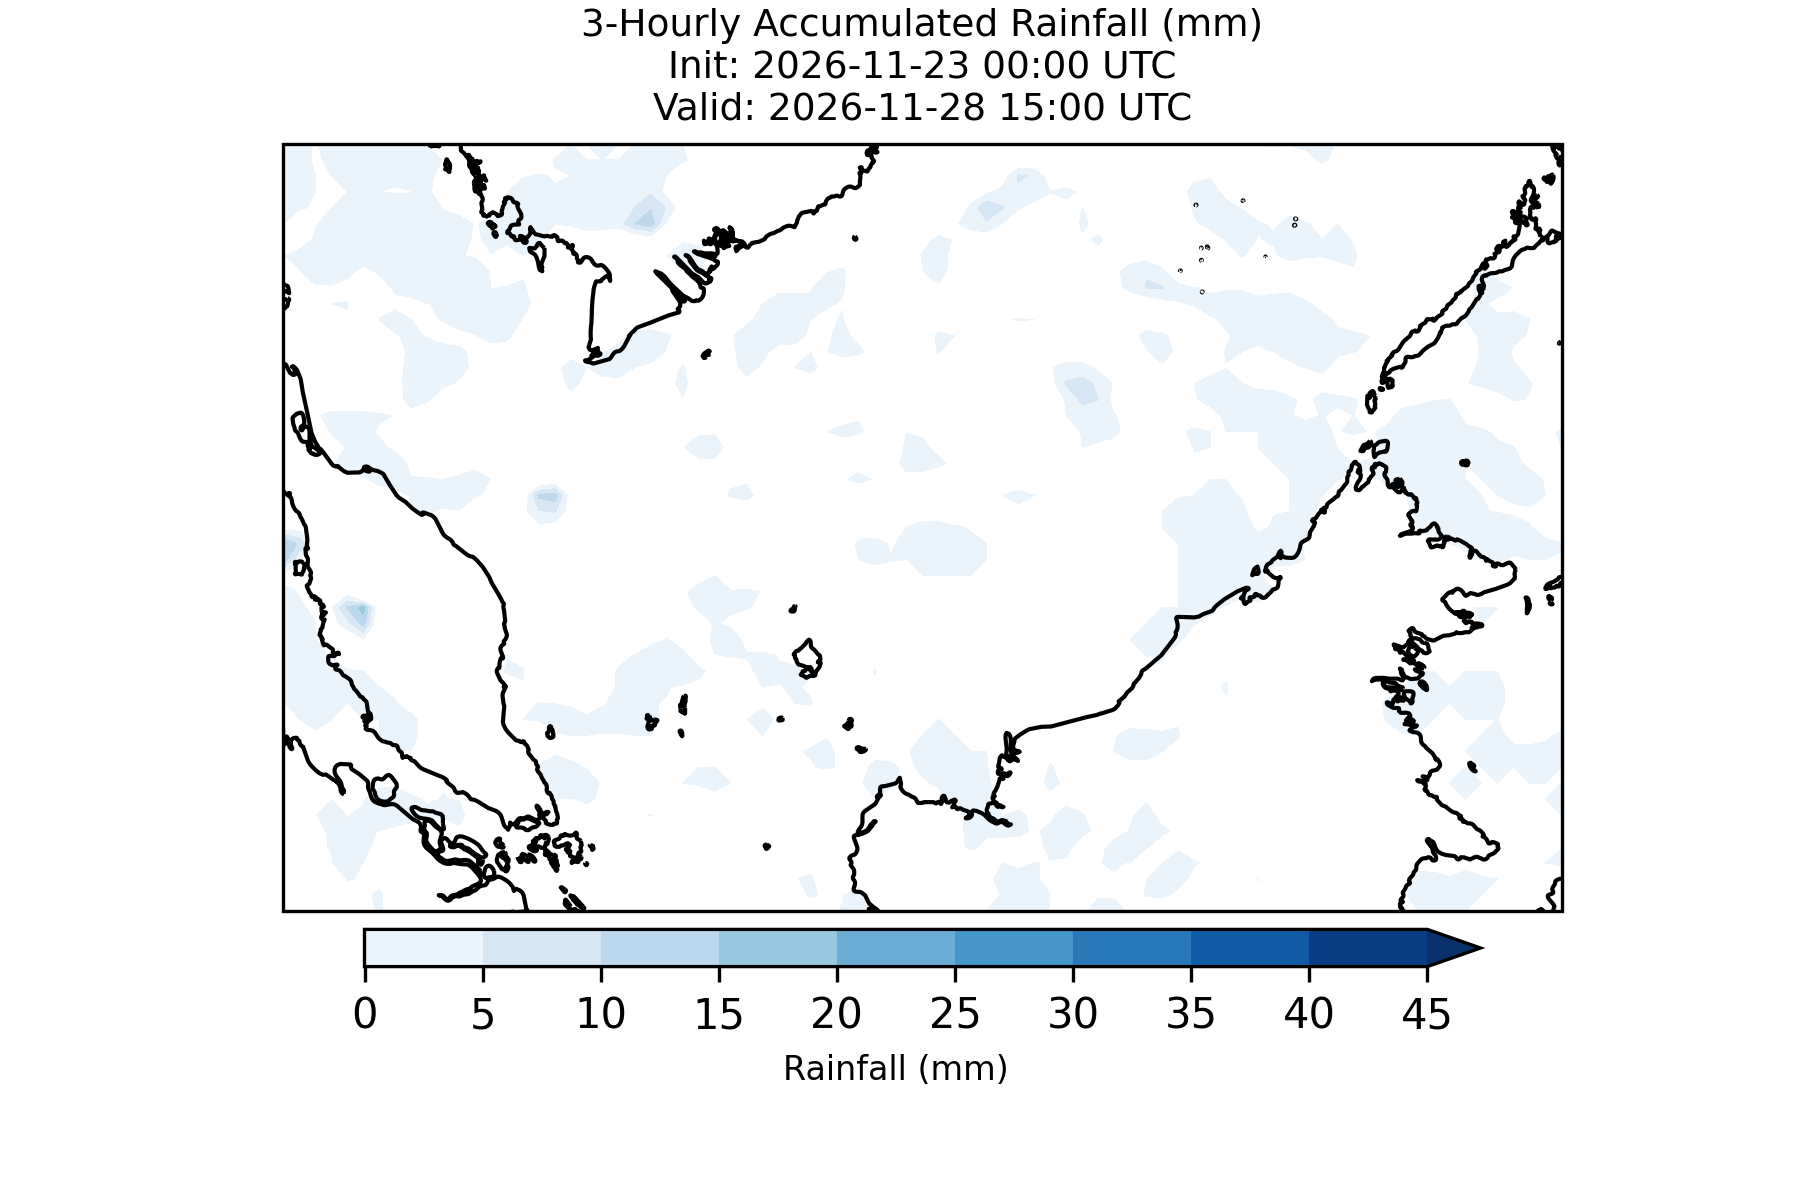 3-Hourly Accumulated Rainfall (mm)
Init: 2026-11-23 00:00 UTC
Valid: 2026-11-28 15:00 UTC
0 5 10 15 20 25 30 35 40 45
Rainfall (mm)